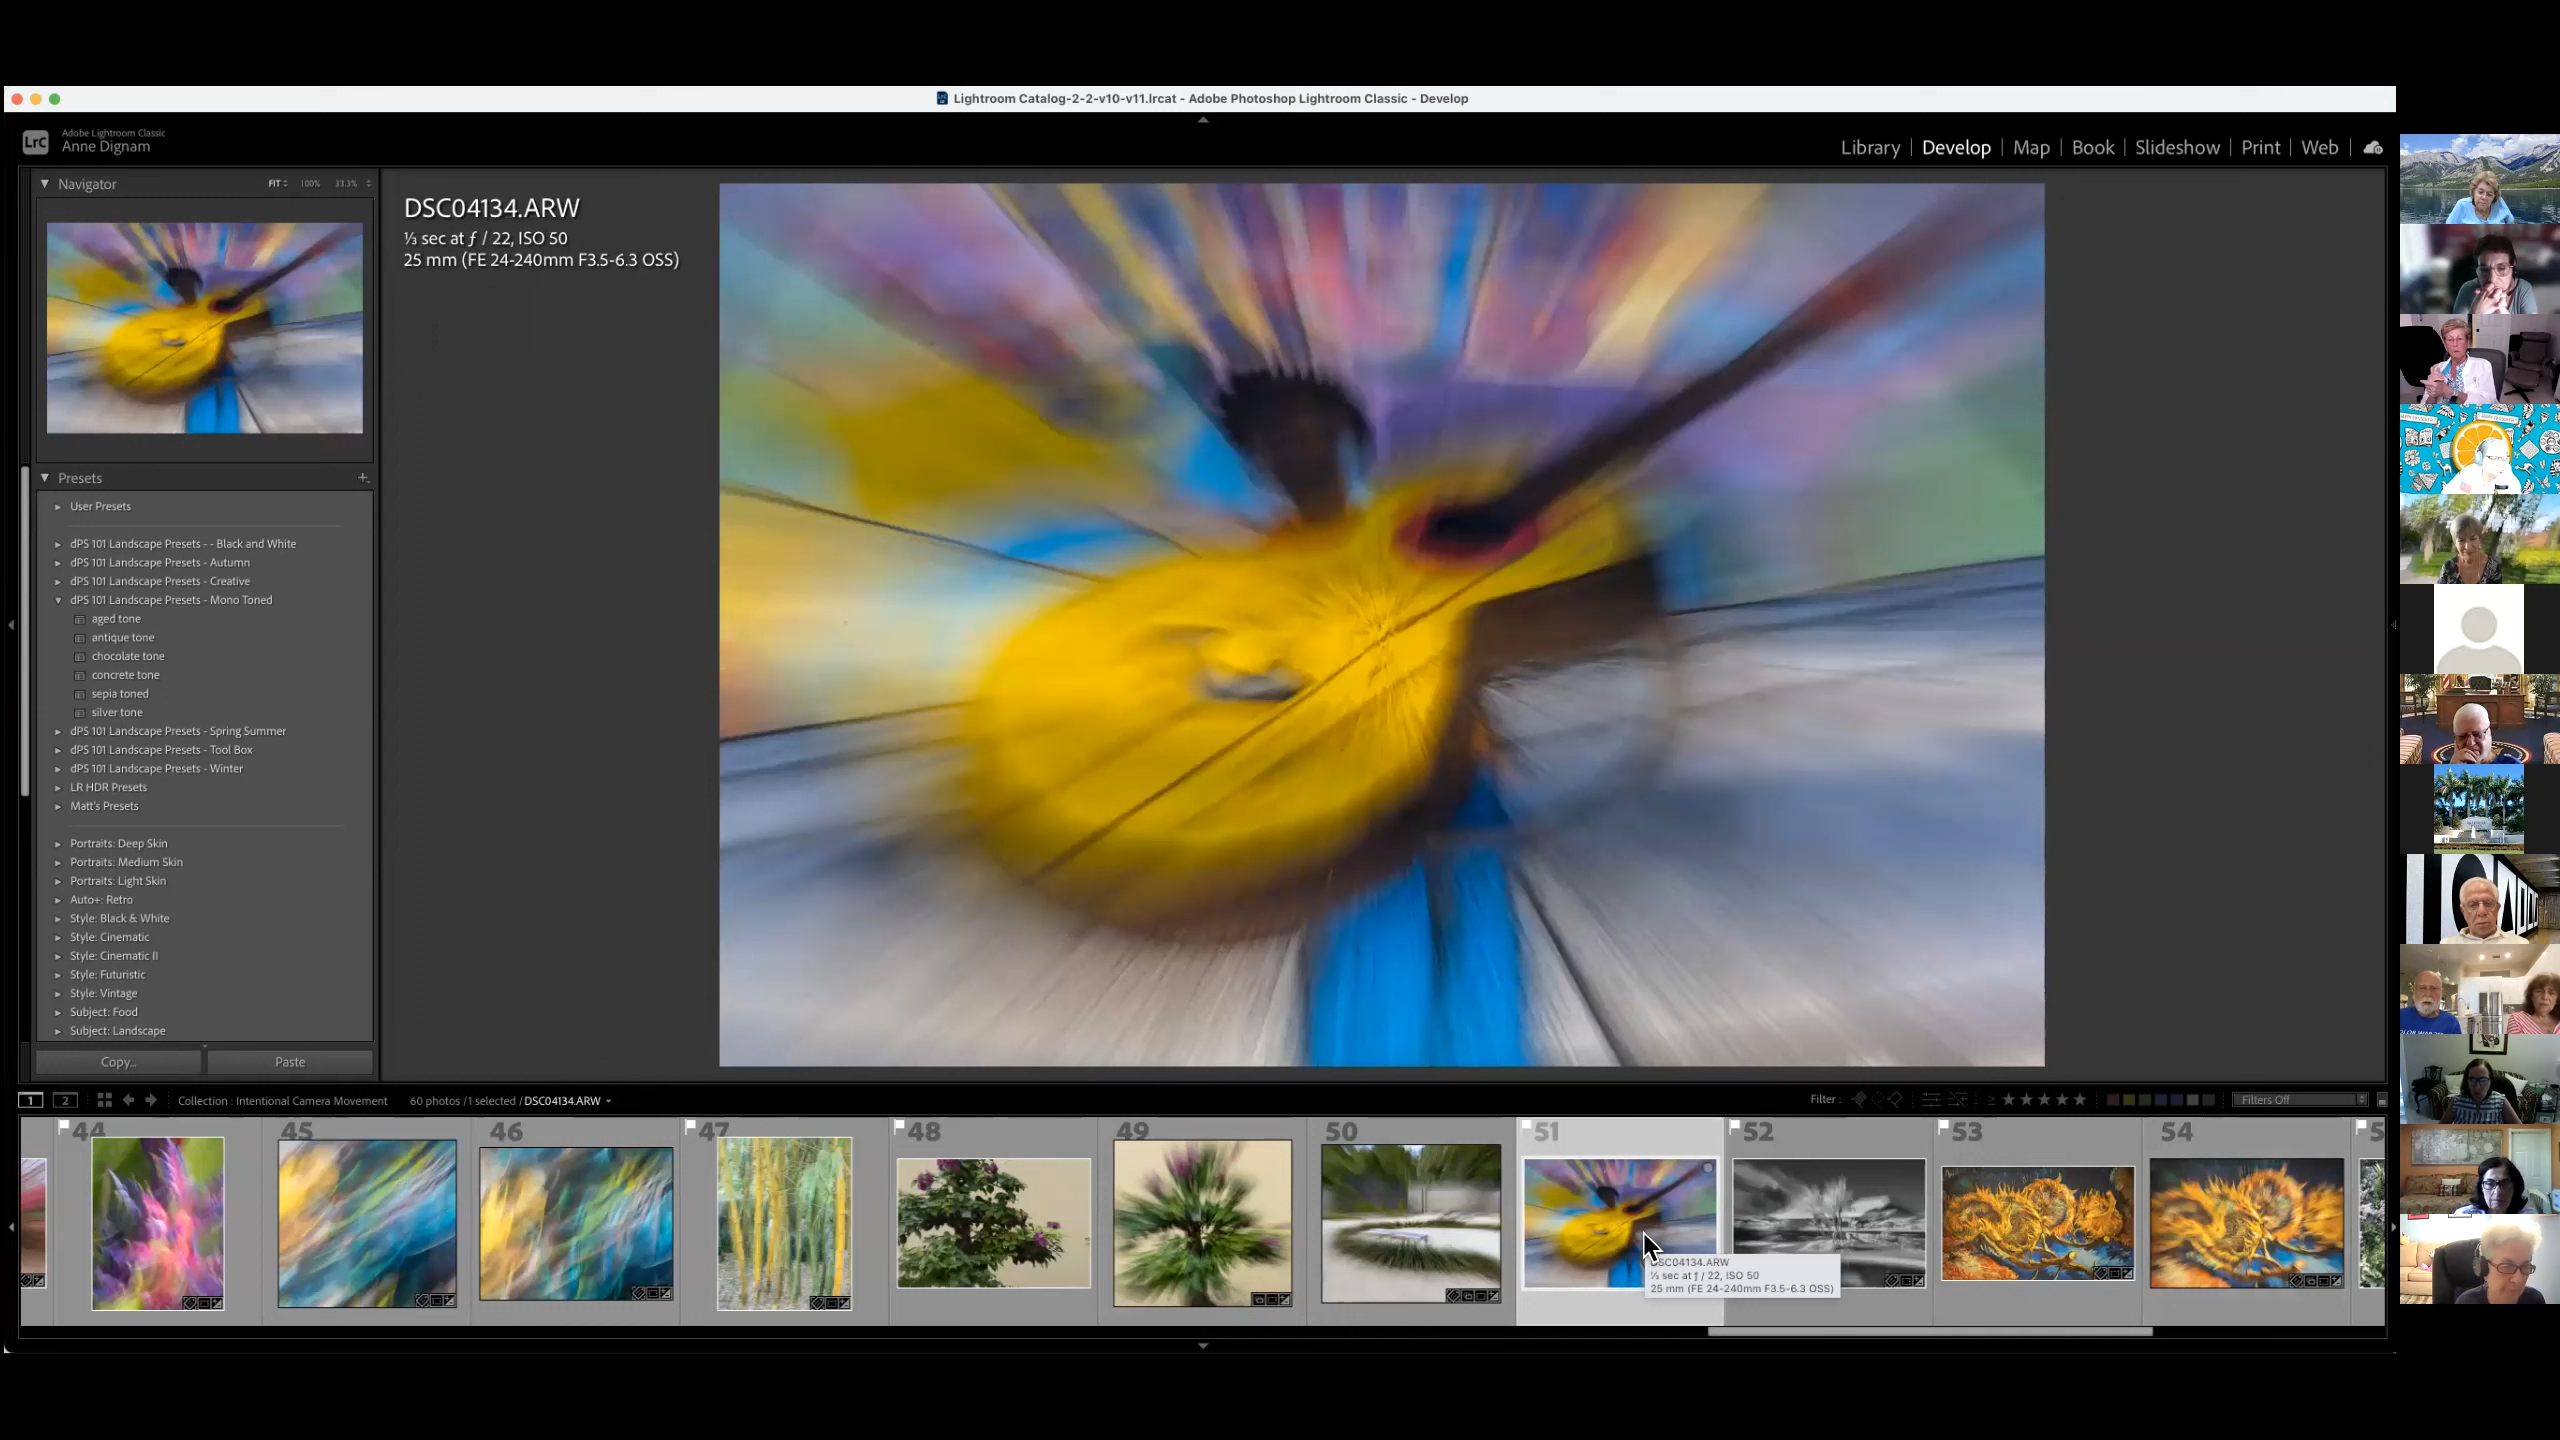 Lightroom Catalog-2-2-v10-v11.lrcat - Adobe Photoshop Lightroom Classic - Develop
LrC
Adobe Lightroom Classic
Anne Dignam
Library | Develop | Map | Book | Slideshow | Print | Web
Navigator
FIT
100%
33.3%
DSC04134.ARW
⅓ sec at ƒ / 22, ISO 50
25 mm (FE 24-240mm F3.5-6.3 OSS)
Presets
User Presets
dPS 101 Landscape Presets - - Black and White
dPS 101 Landscape Presets - Autumn
dPS 101 Landscape Presets - Creative
dPS 101 Landscape Presets - Mono Toned
aged tone
antique tone
chocolate tone
concrete tone
sepia toned
silver tone
dPS 101 Landscape Presets - Spring Summer
dPS 101 Landscape Presets - Tool Box
dPS 101 Landscape Presets - Winter
LR HDR Presets
Matt's Presets
Portraits: Deep Skin
Portraits: Medium Skin
Portraits: Light Skin
Auto+: Retro
Style: Black & White
Style: Cinematic
Style: Cinematic II
Style: Futuristic
Style: Vintage
Subject: Food
Subject: Landscape
Copy...
Paste
1
2
Collection : Intentional Camera Movement
60 photos /1 selected /DSC04134.ARW
Filter :
Filters Off
44
45
46
47
48
49
50
51
52
53
54
5
SC04134.ARW
⅓ sec at ƒ / 22, ISO 50
25 mm (FE 24-240mm F3.5-6.3 OSS)